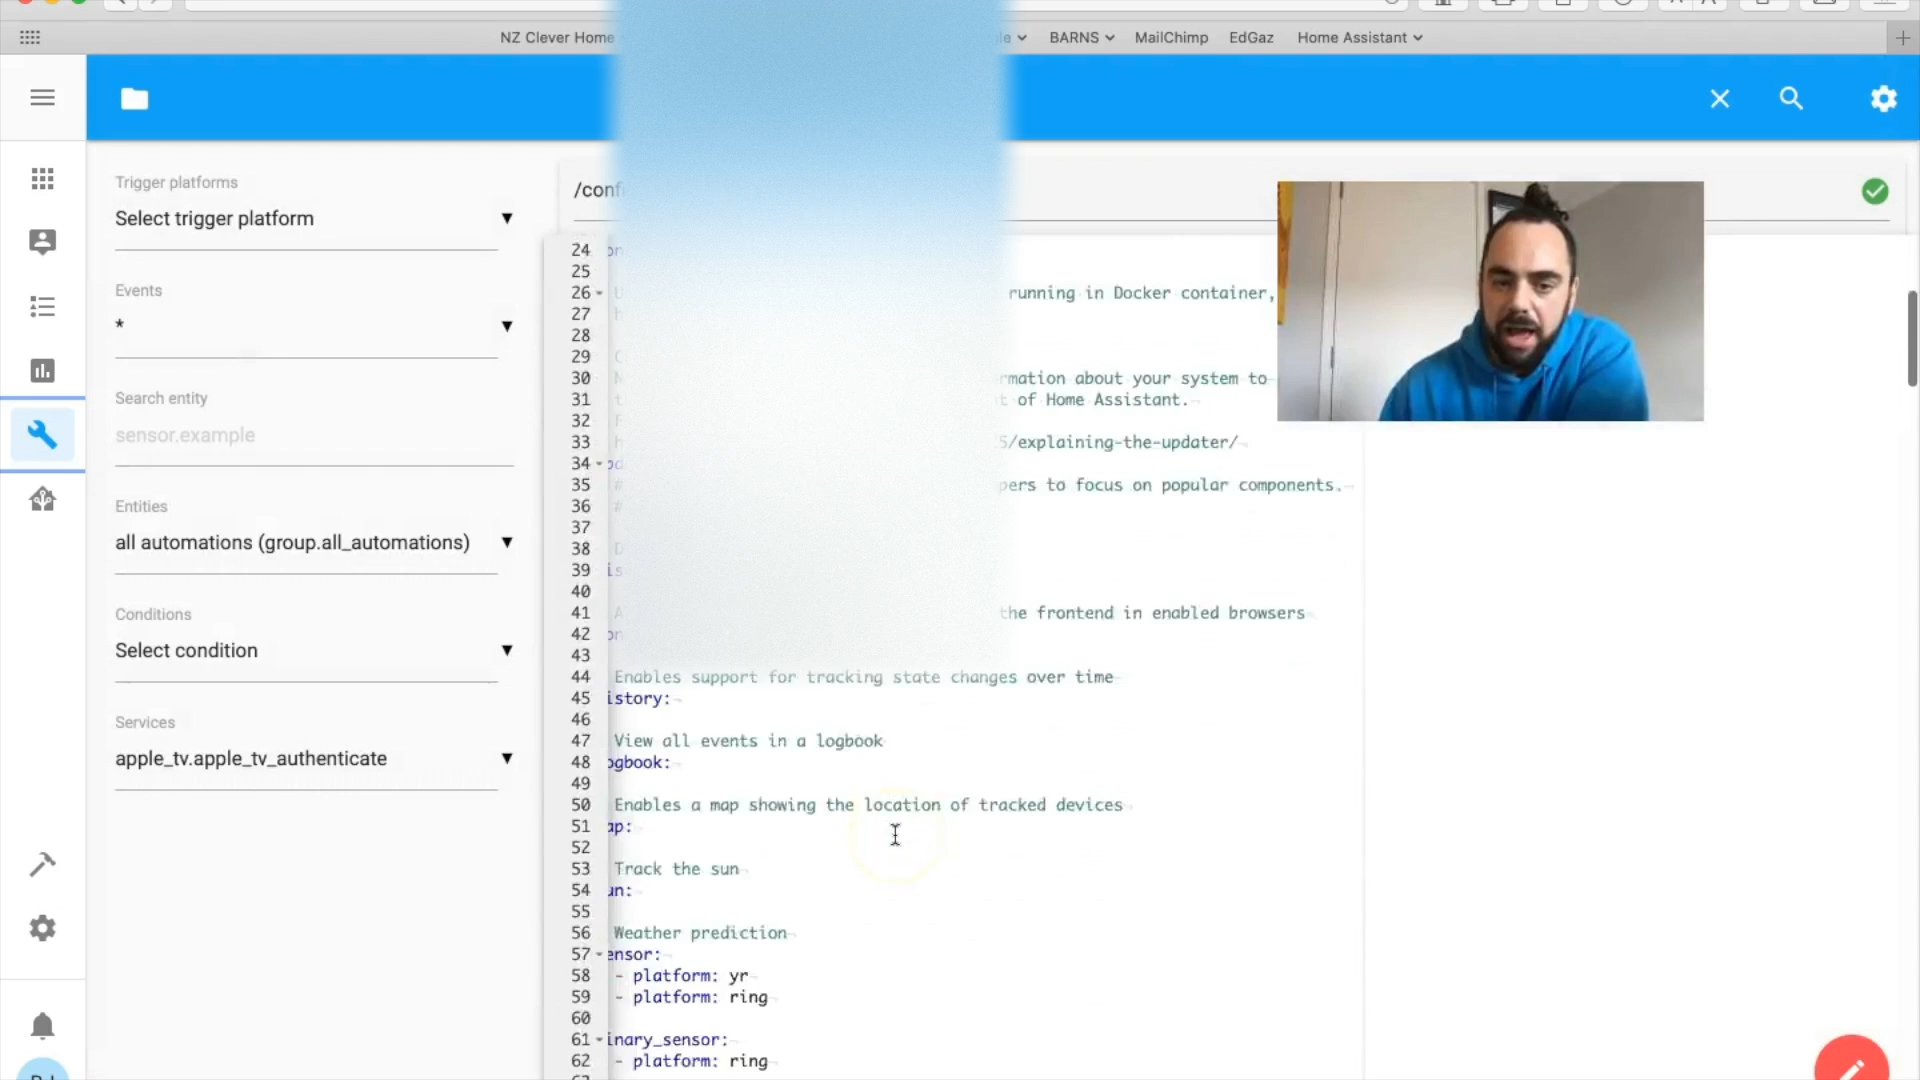 NZ Clever Home
BARNS
MailChimp
EdGaz
Home Assistant
Trigger platforms
Select trigger platform
Events
*
Search entity
sensor.example
Entities
all automations (group.all_automations)
Conditions
Select condition
Services
apple_tv.apple_tv_authenticate
/conf
24
25
26 running in Docker container,
27
28
29
30 rmation about your system to
31 t of Home Assistant.
32
33 5/explaining-the-updater/
34
35 # pers to focus on popular components.
36 #
37
38
39 is
40
41 the frontend in enabled browsers
42
43
44 Enables support for tracking state changes over time
45 istory:
46
47 View all events in a logbook
48 ogbook:
49
50 Enables a map showing the location of tracked devices
51 ap:
52
53 Track the sun
54 un:
55
56 Weather prediction
57 ensor:
58 - platform: yr
59 - platform: ring
60
61 inary_sensor:
62 - platform: ring